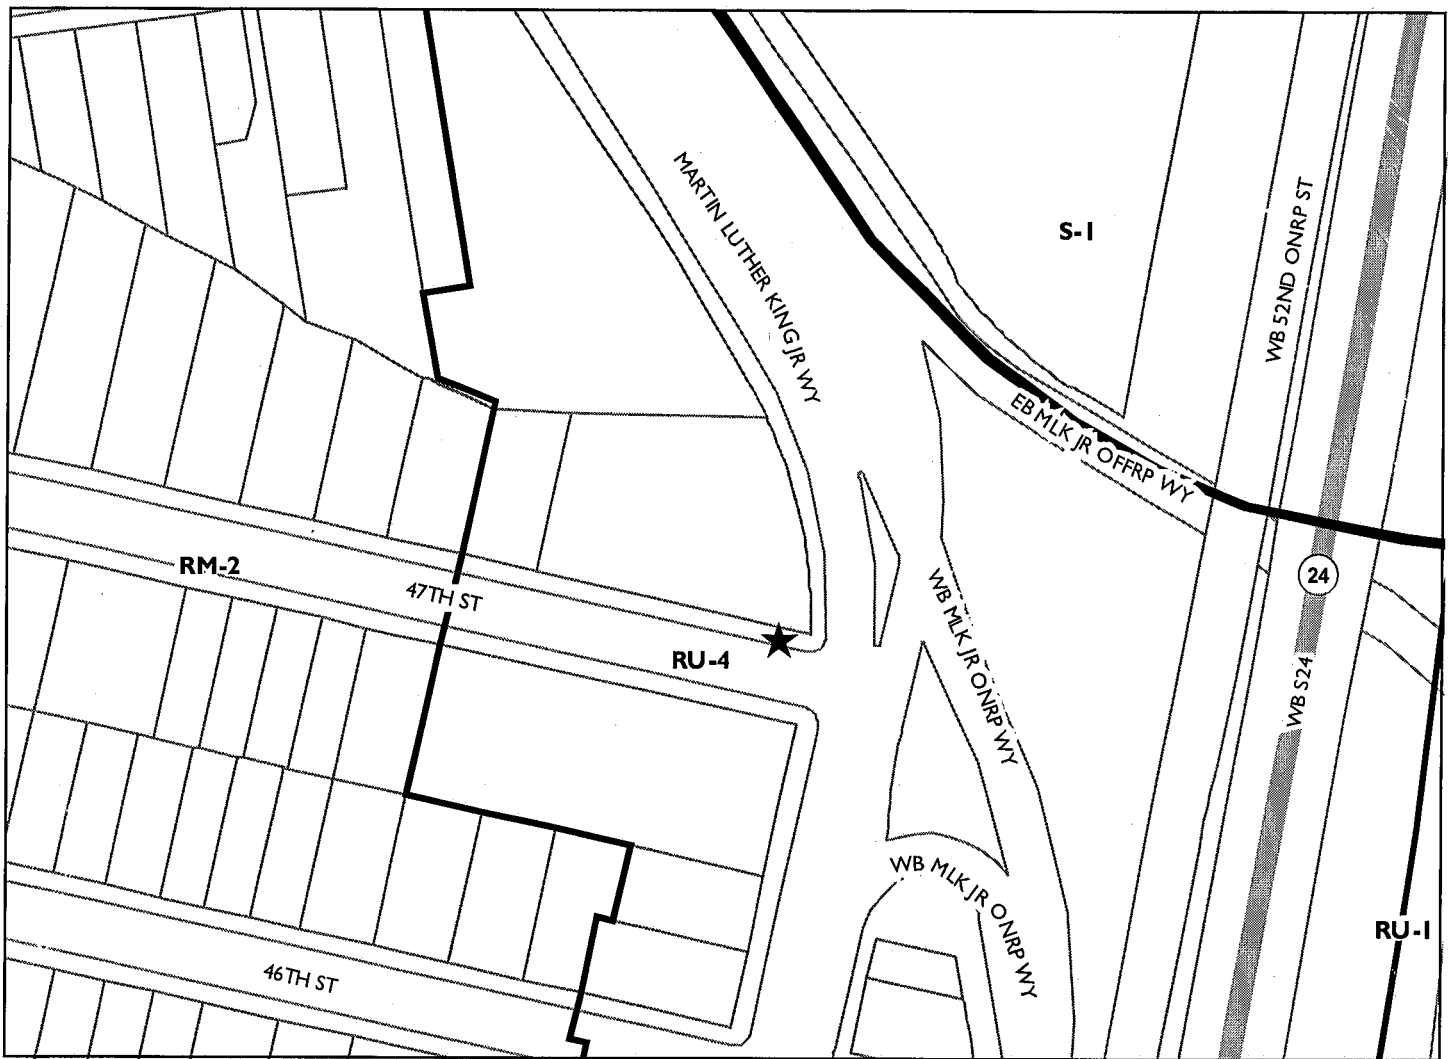 MARTIN LUTHER KING JR WY
S-1
WB 52ND ONRP ST
EB MLK JR OFFRP WY
RM-2
47TH ST
24
WB MLK JR ONRP WY
RU-4
WB S24
WB MLK JR ONRP WY
RU-1
46TH ST